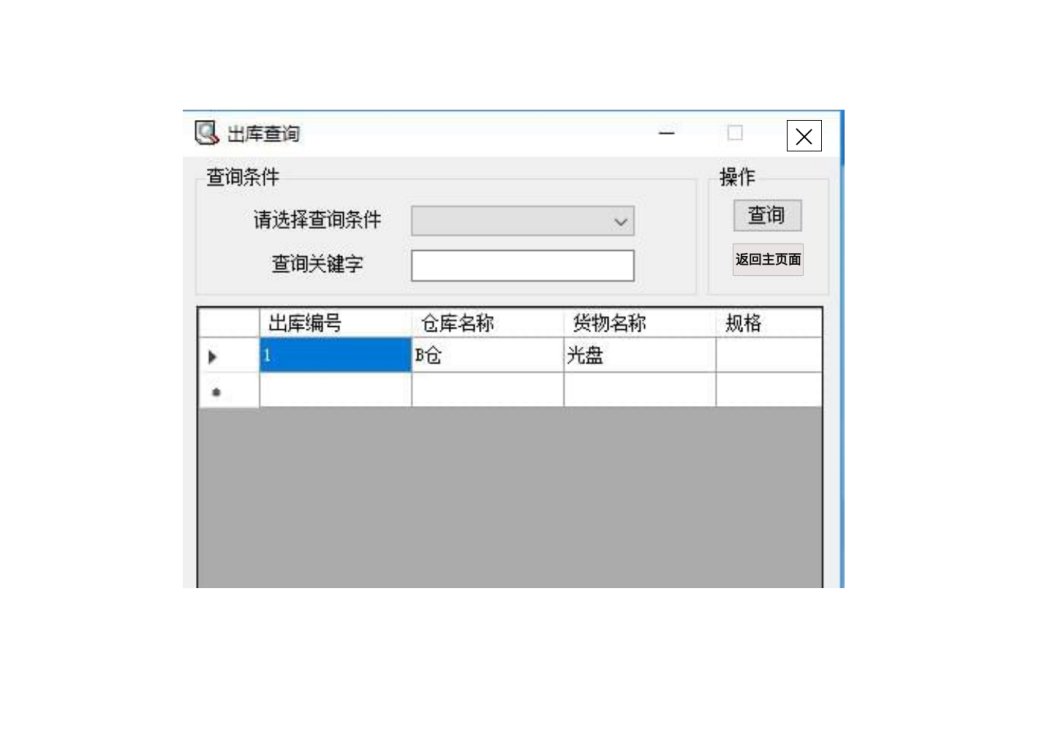 出库查询
查询条件
操作
请选择查询条件
查询
查询关键字
返回主页面
出库编号 仓库名称 货物名称 规格
1 B仓 光盘